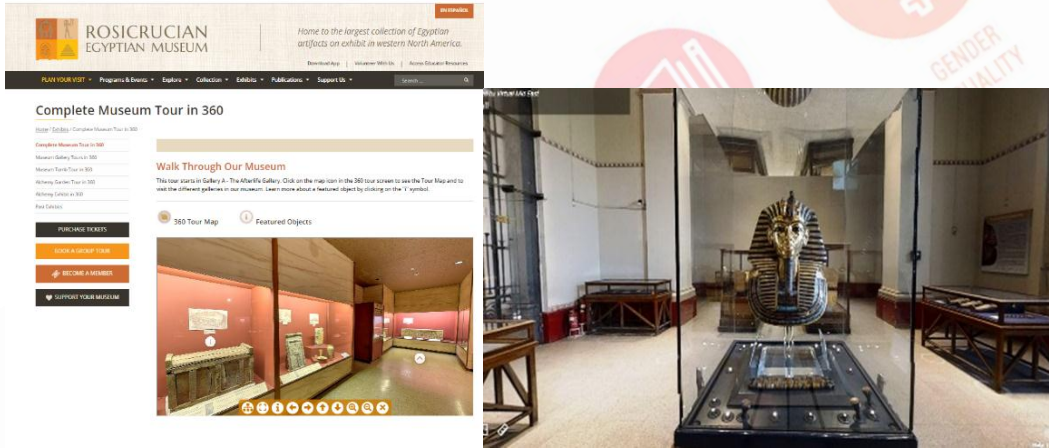 EN ESPAÑOL
ROSICRUCIAN
EGYPTIAN MUSEUM
Home to the largest collection of Egyptian
artifacts on exhibit in western North America.
Download App | Volunteer With Us | Access Educator Resources
PLAN YOUR VISIT Programs & Events Explore Collection Exhibits Publications Support Us Search...
Complete Museum Tour in 360
Home / Exhibits / Complete Museum Tour in 360
Complete Museum Tour in 360
Museum Gallery Tours in 360
Museum Tomb Tour in 360
Alchemy Garden Tour in 360
Alchemy Exhibit in 360
Past Exhibits
PURCHASE TICKETS
BOOK A GROUP TOUR
BECOME A MEMBER
SUPPORT YOUR MUSEUM
Walk Through Our Museum
This tour starts in Gallery A - The Afterlife Gallery. Click on the map icon in the 360 tour screen to see the Tour Map and to
visit the different galleries in our museum. Learn more about a featured object by clicking on the "i" symbol.
360 Tour Map
Featured Objects
GENDER
Virtual Mid East